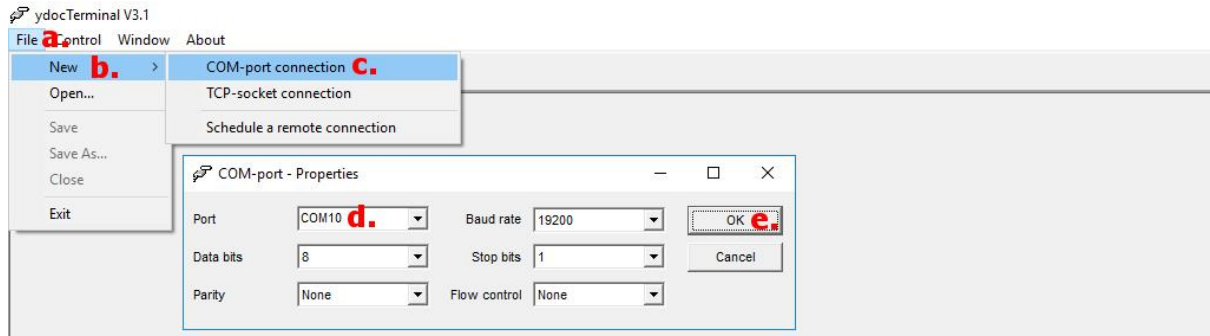 ydocTerminal V3.1
File a. Control Window About
New b. > COM-port connection c.
Open... TCP-socket connection
Save Schedule a remote connection
Save As...
Close
Exit
COM-port - Properties
Port COM10 d. Baud rate 19200 OK e.
Data bits 8 Stop bits 1 Cancel
Parity None Flow control None